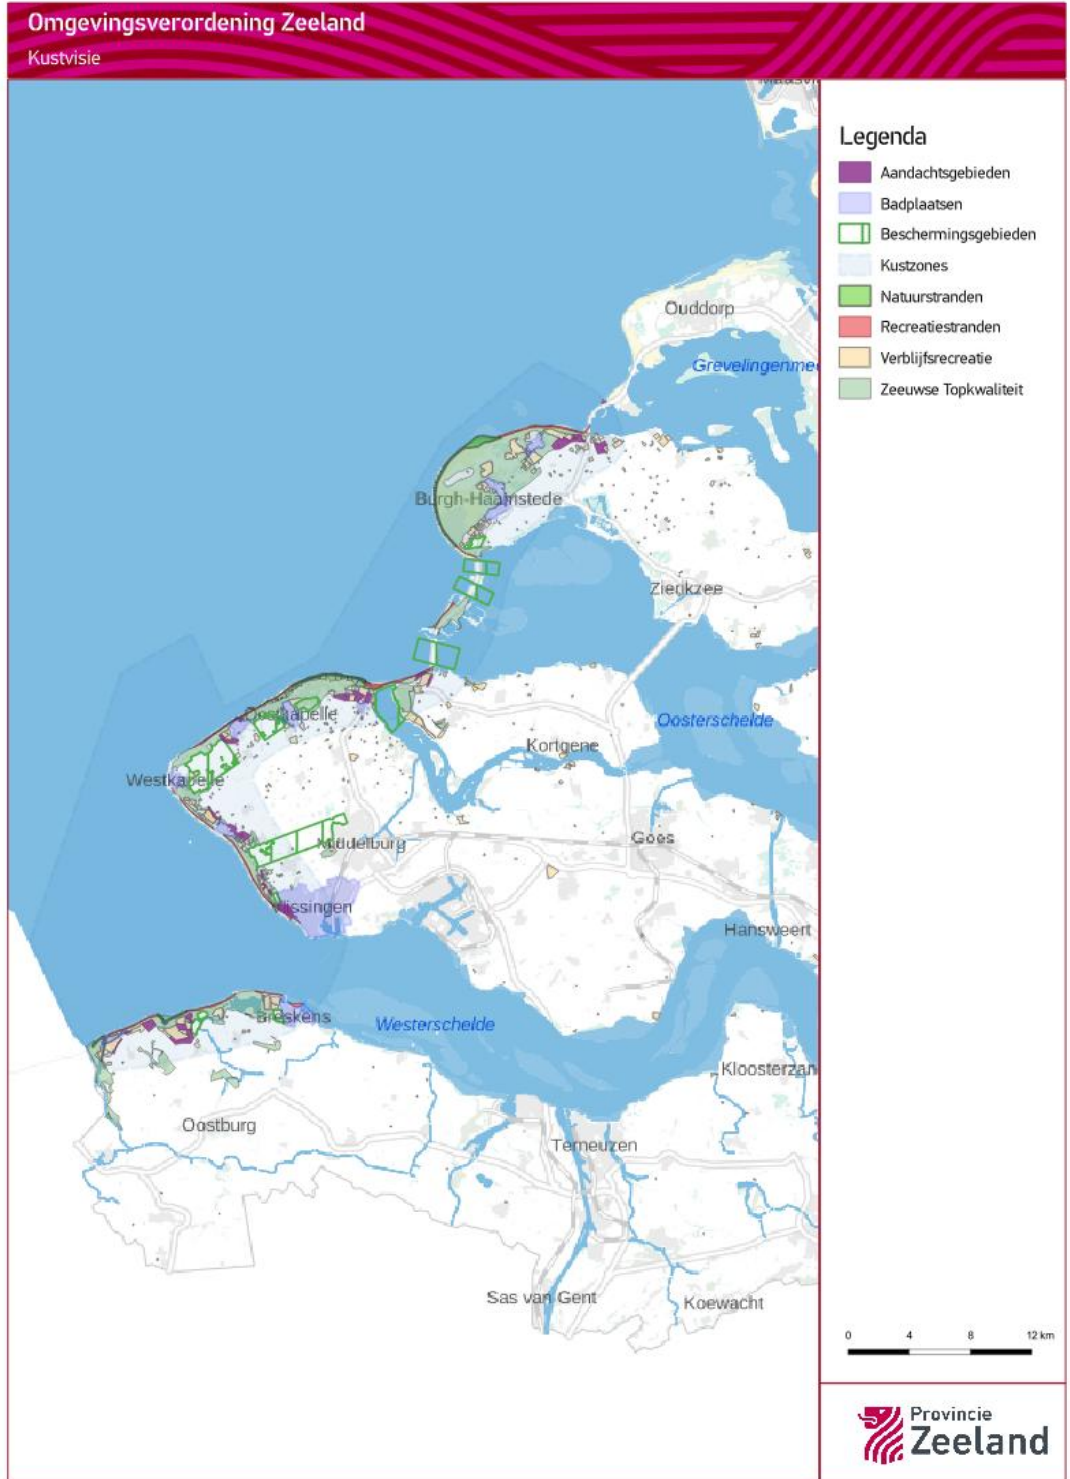 Omgevingsverordening Zeeland
Kustvisie
Legenda
Aandachtsgebieden
Badplaatsen
Beschermingsgebieden
Kustzones
Natuurstranden
Recreatiestranden
Verblijfsrecreatie
Zeeuwse Topkwaliteit
Ouddorp
Burgh-Haamstede
Zierikzee
Oosterschelde
Kortgene
Westkapelle
Middelburg
Goes
Vlissingen
Hansweert
Breskens
Westerschelde
Oostburg
Terneuzen
Sas van Gent
Koewacht
0 4 8 12 km
Provincie
Zeeland